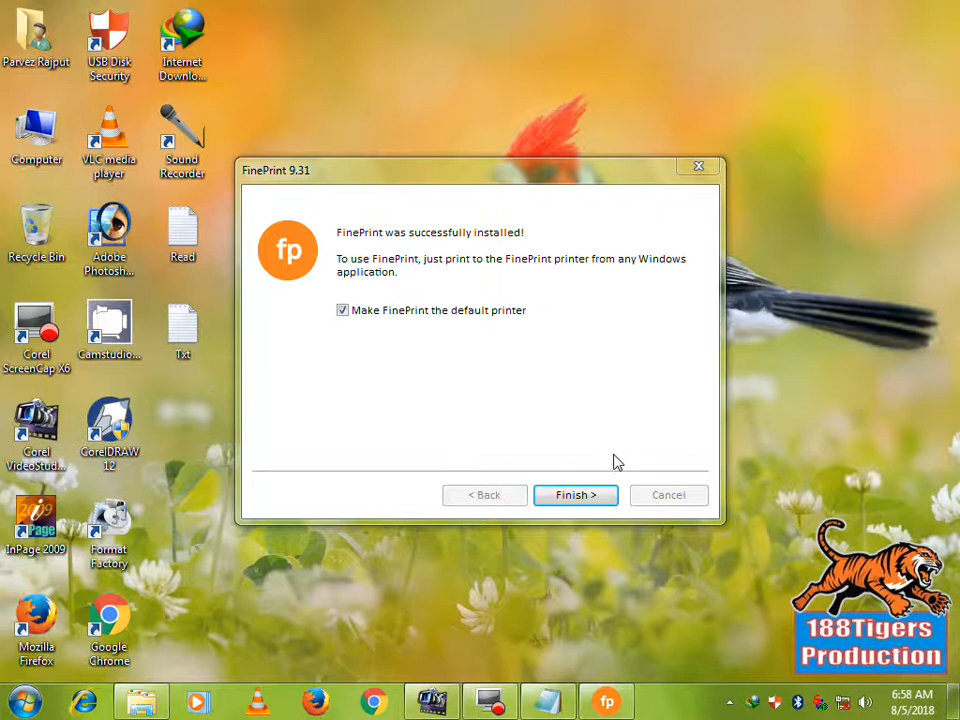 Parvez Rajput
USB Disk
Security
Internet
Downlo...
Computer
VLC media
player
Sound
Recorder
Recycle Bin
Adobe
Photosh...
Read
Corel
ScreenCap X6
Camstudio...
Txt
Corel
VideoStud...
CorelDRAW
12
2009
InPage 2009
Format
Factory
Mozilla
Firefox
Google
Chrome
FinePrint 9.31
fp
FinePrint was successfully installed!
To use FinePrint, just print to the FinePrint printer from any Windows
application.
Make FinePrint the default printer
< Back
Finish >
Cancel
188Tigers
Production
fp
6:58 AM
8/5/2018